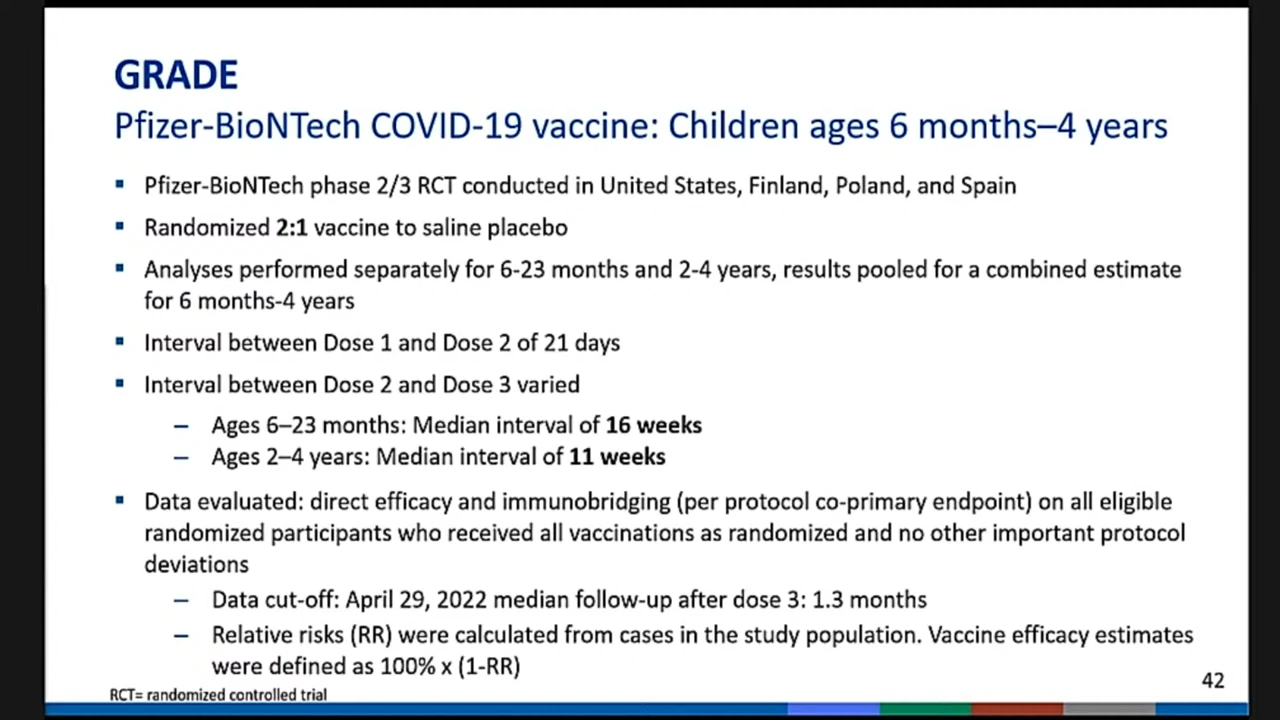 GRADE
Pfizer-BioNTech COVID-19 vaccine: Children ages 6 months–4 years
▪ Pfizer-BioNTech phase 2/3 RCT conducted in United States, Finland, Poland, and Spain
▪ Randomized 2:1 vaccine to saline placebo
▪ Analyses performed separately for 6-23 months and 2-4 years, results pooled for a combined estimate
for 6 months-4 years
▪ Interval between Dose 1 and Dose 2 of 21 days
▪ Interval between Dose 2 and Dose 3 varied
– Ages 6–23 months: Median interval of 16 weeks
– Ages 2–4 years: Median interval of 11 weeks
▪ Data evaluated: direct efficacy and immunobridging (per protocol co-primary endpoint) on all eligible
randomized participants who received all vaccinations as randomized and no other important protocol
deviations
– Data cut-off: April 29, 2022 median follow-up after dose 3: 1.3 months
– Relative risks (RR) were calculated from cases in the study population. Vaccine efficacy estimates
were defined as 100% x (1-RR)
RCT= randomized controlled trial
42